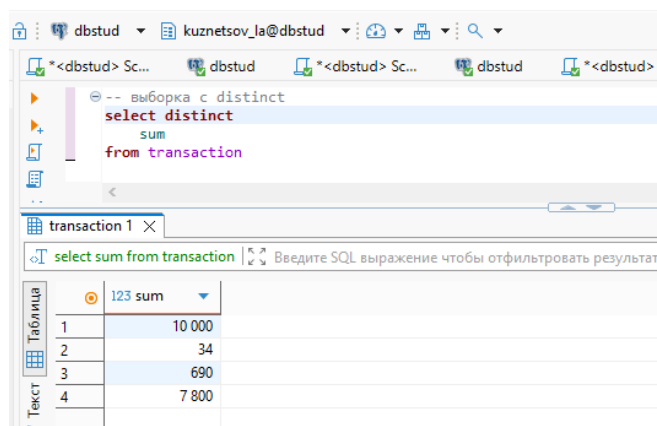 dbstud kuznetsov_la@dbstud
*<dbstud> Sc... dbstud *<dbstud> Sc... dbstud *<dbstud>
-- выборка с distinct
select distinct
sum
from transaction
transaction 1
select sum from transaction Введите SQL выражение чтобы отфильтровать результат
Таблица
Текст
123 sum
1 10 000
2 34
3 690
4 7 800